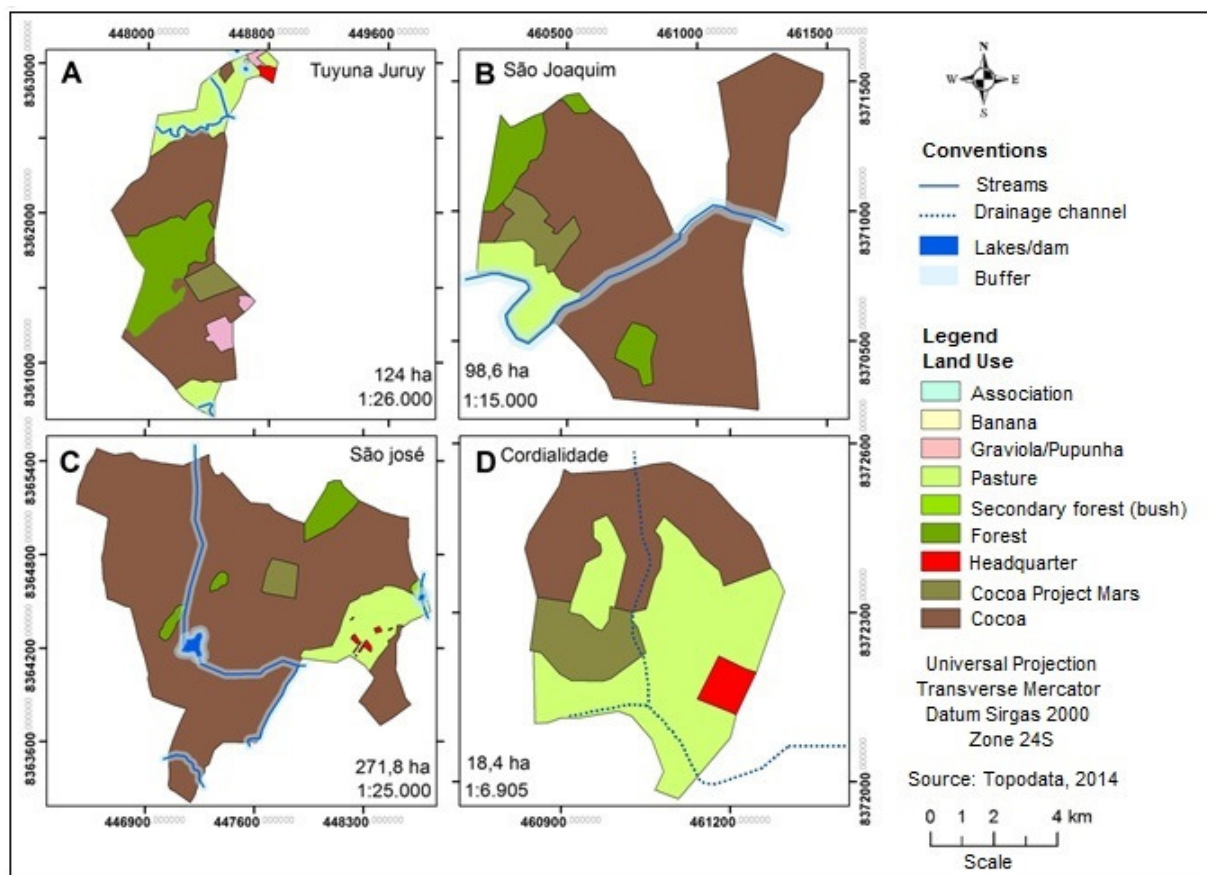 448000 448800 449600
460500 461000 461500
A Tuyuna Juruy
8363000
8362000
8361000
124 ha
1:26.000
B São Joaquim
8371500
8371000
8370500
98,6 ha
1:15.000
C São josé
8365400
8364800
8364200
8363600
271,8 ha
1:25.000
446900 447600 448300
D Cordialidade
8372600
8372300
8372000
18,4 ha
1:6.905
460900 461200
N
W E
S
Conventions
Streams
Drainage channel
Lakes/dam
Buffer
Legend
Land Use
Association
Banana
Graviola/Pupunha
Pasture
Secondary forest (bush)
Forest
Headquarter
Cocoa Project Mars
Cocoa
Universal Projection
Transverse Mercator
Datum Sirgas 2000
Zone 24S
Source: Topodata, 2014
0 1 2 4 km
Scale